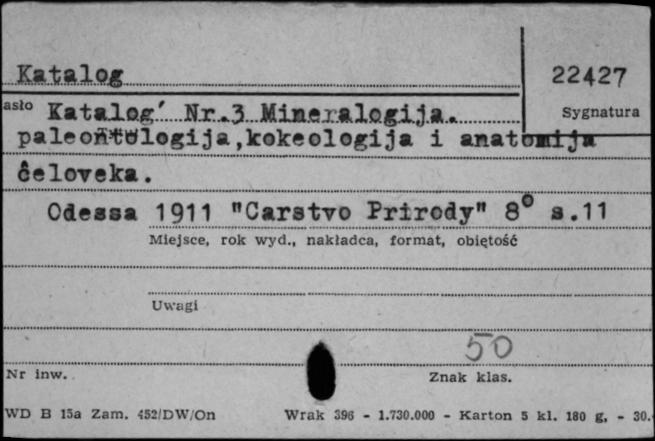 Katalog
22427
asło Katalog′ Nr.3 Mineralogija.
Sygnatura
paleontologija,kokeologija i anatomija
čeloveka.
Odessa 1911 "Carstvo Prirody" 8° s.11
Miejsce, rok wyd., nakładca, format, objętość
Uwagi
50
Nr inw.
Znak klas.
WD B 15a Zam. 452/DW/On Wrak 396 - 1.730.000 - Karton 5 kl. 180 g, - 30.